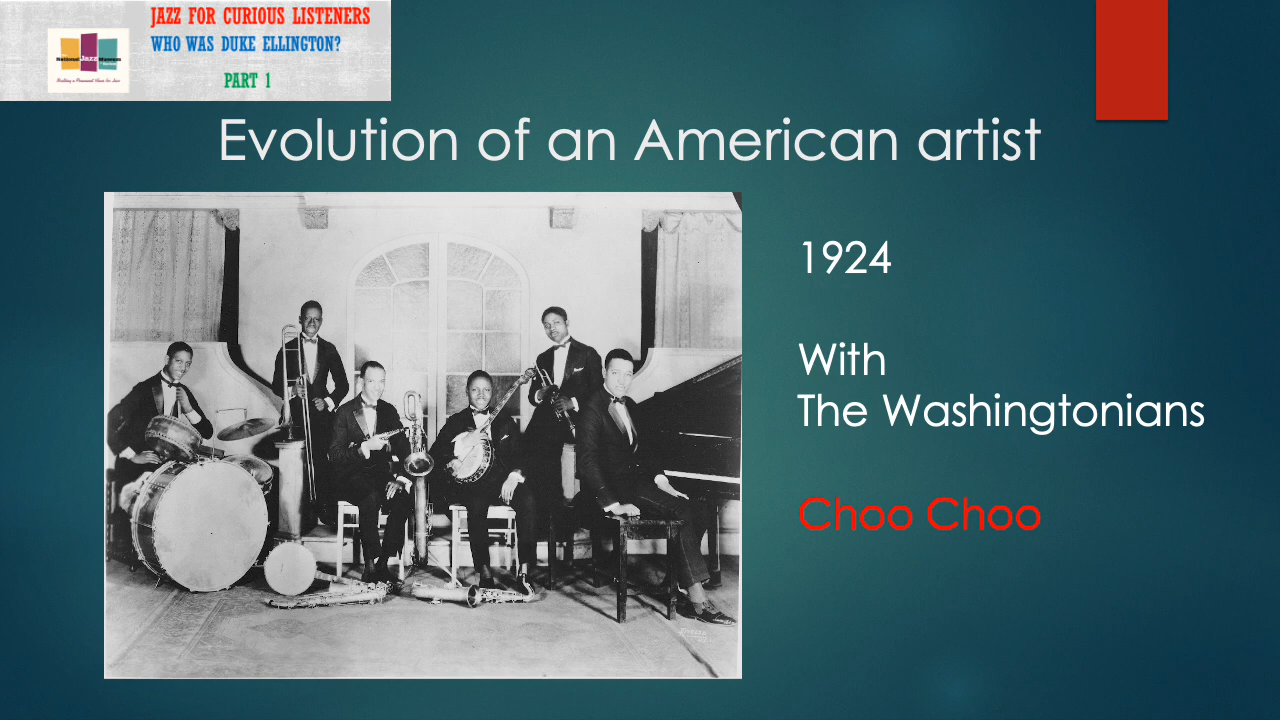 JAZZ FOR CURIOUS LISTENERS
WHO WAS DUKE ELLINGTON?
National Jazz Museum
PART 1
Evolution of an American artist
1924
With
The Washingtonians
Choo Choo